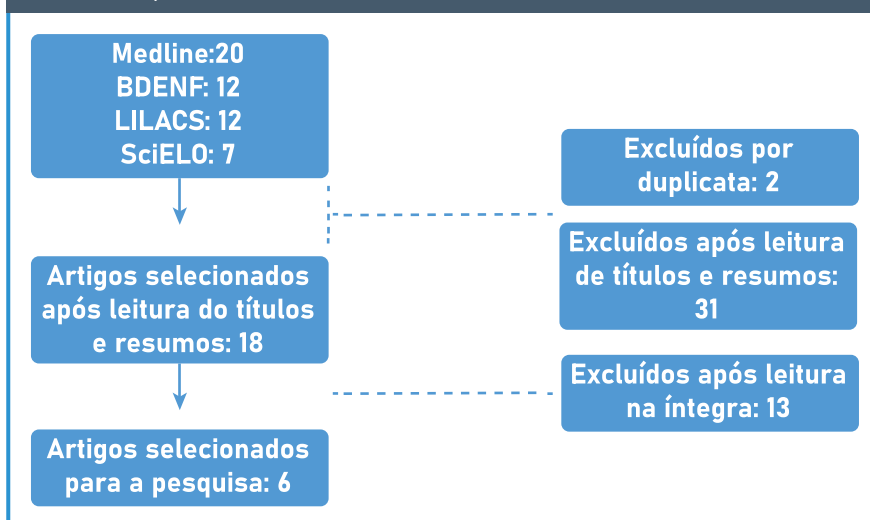 Medline:20
BDENF: 12
LILACS: 12
SciELO: 7
Excluídos por
duplicata: 2
Excluídos após leitura
de títulos e resumos:
31
Artigos selecionados
após leitura do títulos
e resumos: 18
Excluídos após leitura
na íntegra: 13
Artigos selecionados
para a pesquisa: 6